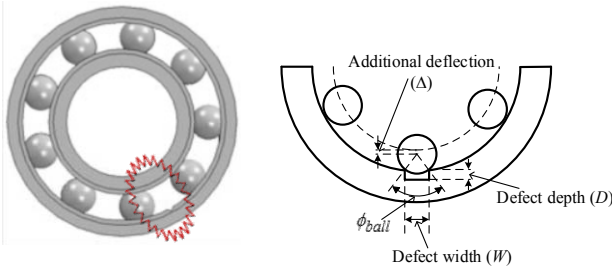 Additional deflection
(Δ)
Defect depth (D)
ϕball
Defect width (W)